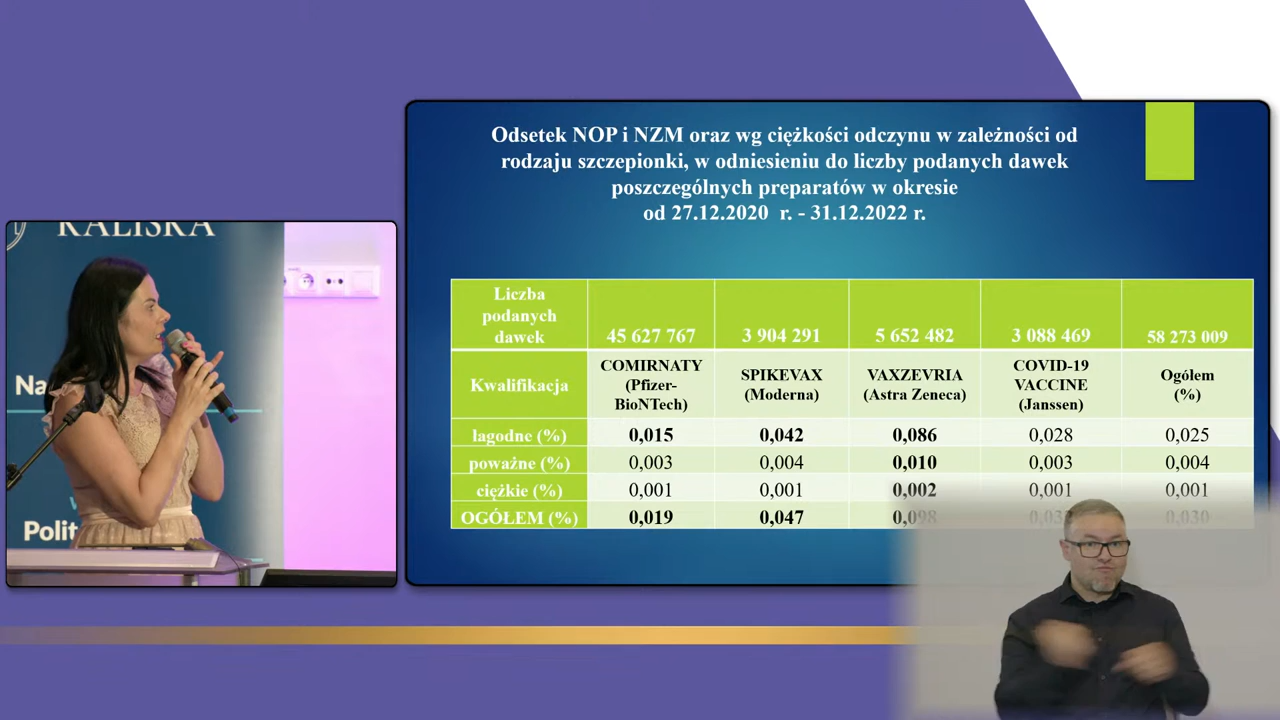 KALISKA
Na
Polit
Odsetek NOP i NZM oraz wg ciężkości odczynu w zależności od
rodzaju szczepionki, w odniesieniu do liczby podanych dawek
poszczególnych preparatów w okresie
od 27.12.2020 r. - 31.12.2022 r.
Liczba
podanych
dawek
45 627 767
3 904 291
5 652 482
3 088 469
58 273 009
Kwalifikacja
COMIRNATY
(Pfizer-
BioNTech)
SPIKEVAX
(Moderna)
VAXZEVRIA
(Astra Zeneca)
COVID-19
VACCINE
(Janssen)
Ogółem
(%)
łagodne (%) 0,015 0,042 0,086 0,028 0,025
poważne (%) 0,003 0,004 0,010 0,003 0,004
ciężkie (%) 0,001 0,001 0,002 0,001 0,001
OGÓŁEM (%) 0,019 0,047 0,098 0,030